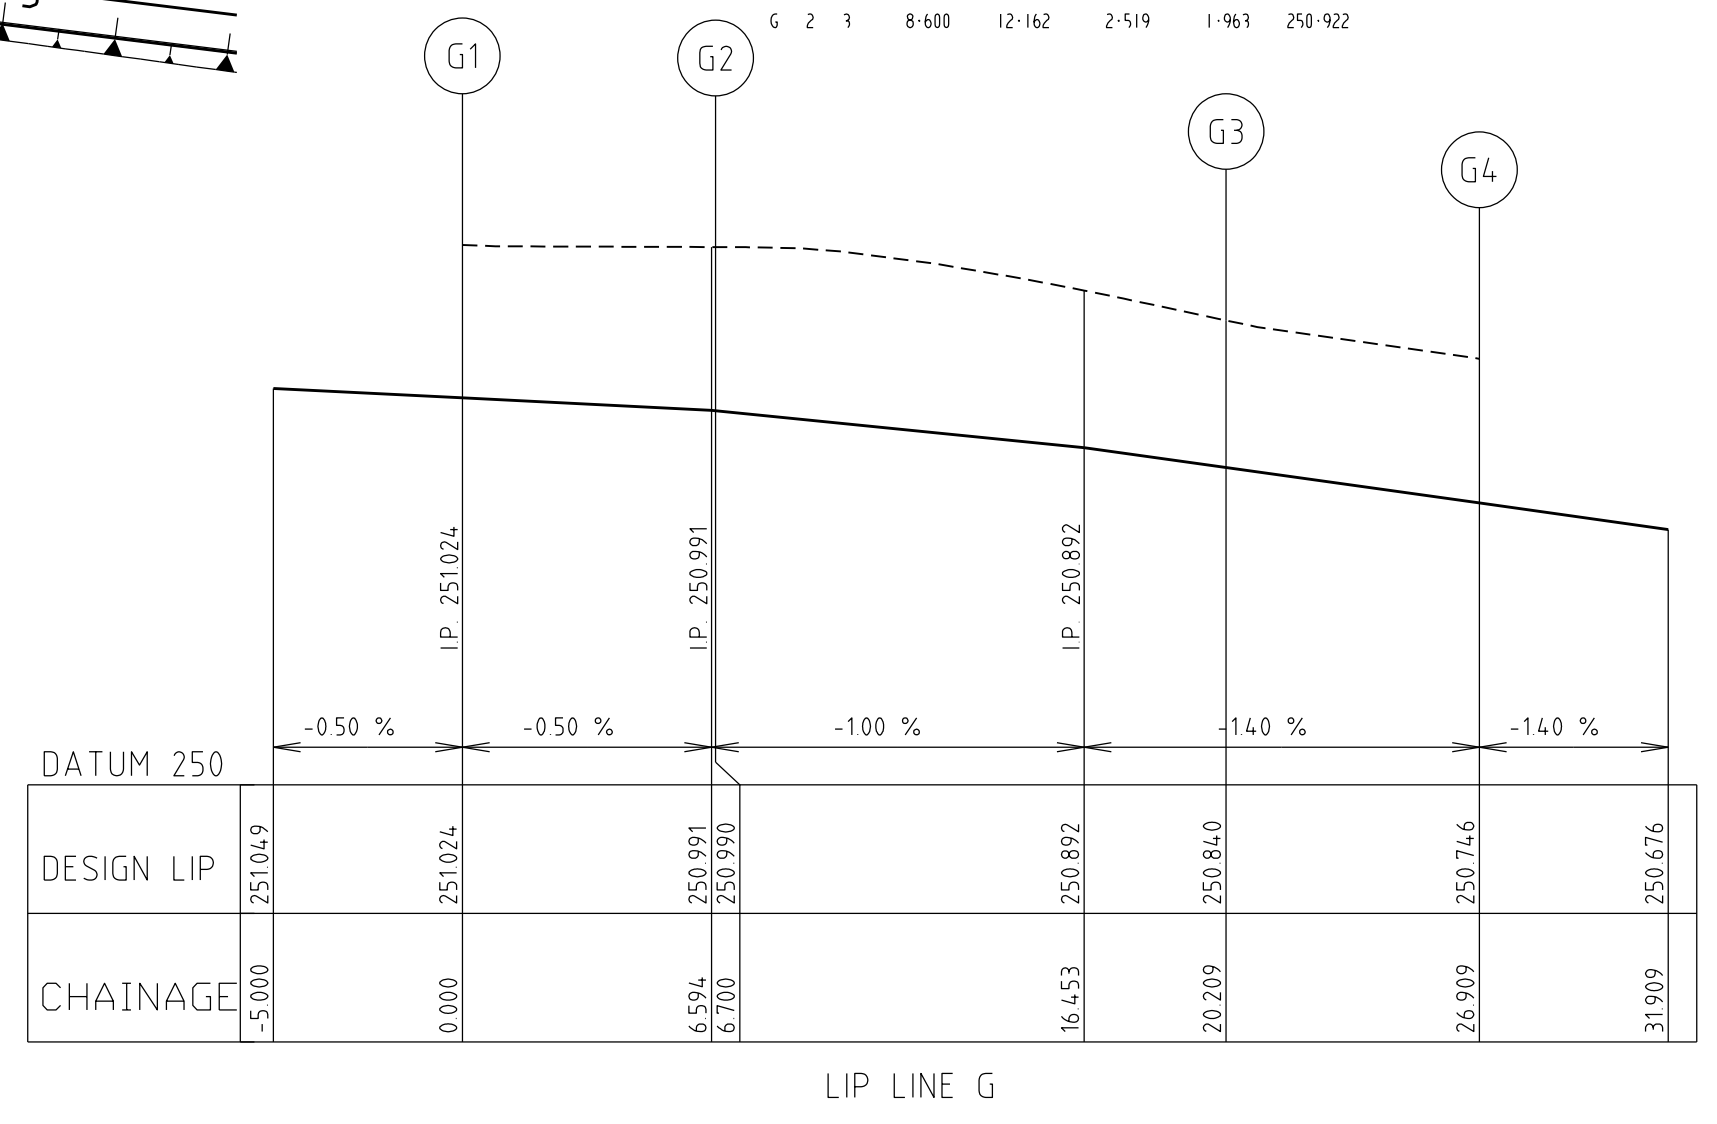 G 2 3 8·600 12·162 2·519 1·963 250·922
G1
G2
G3
G4
I.P. 251.024
I.P. 250.991
I.P. 250.892
-0.50 %
-0.50 %
-1.00 %
-1.40 %
-1.40 %
DATUM 250
DESIGN LIP
251.049
251.024
250.991
250.990
250.892
250.840
250.746
250.676
CHAINAGE
-5.000
0.000
6.594
6.700
16.453
20.209
26.909
31.909
LIP LINE G